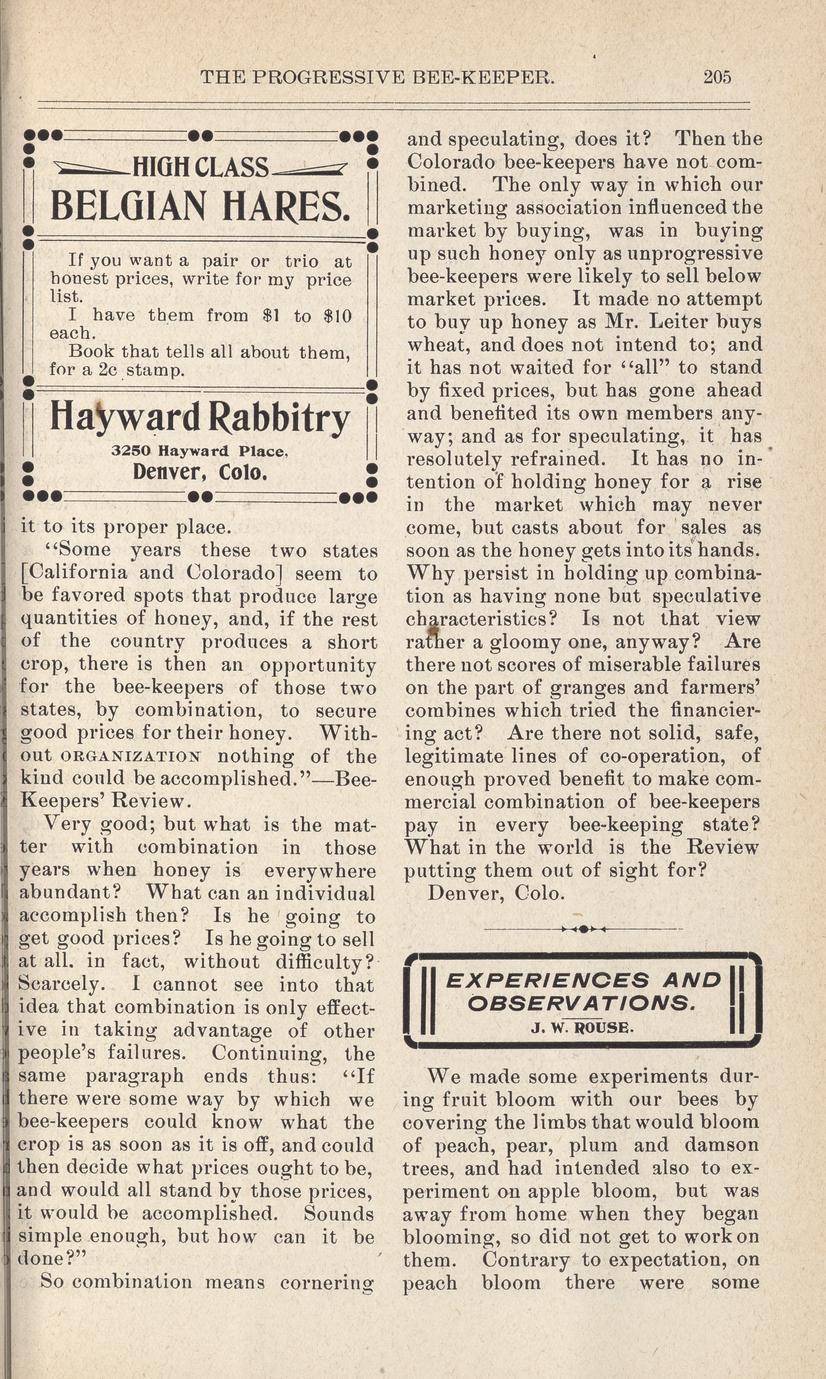 THE PROGRESSIVE BEE-KEEPER.
205
HIGH CLASS
BELGIAN HARES.
If you want a pair or trio at
honest prices, write for my price
list.
I have them from $1 to $10
each.
Book that tells all about them,
for a 2c stamp.
Hayward Rabbitry
3250 Hayward Place,
Denver, Colo.
it to its proper place.
“Some years these two states
[California and Colorado] seem to
be favored spots that produce large
quantities of honey, and, if the rest
of the country produces a short
crop, there is then an opportunity
for the bee-keepers of those two
states, by combination, to secure
good prices for their honey. With-
out ORGANIZATION nothing of the
kind could be accomplished.”—Bee-
Keepers’ Review.
Very good; but what is the mat-
ter with combination in those
years when honey is everywhere
abundant? What can an individual
accomplish then? Is he going to
get good prices? Is he going to sell
at all, in fact, without difficulty?
Scarcely. I cannot see into that
idea that combination is only effect-
ive in taking advantage of other
people’s failures. Continuing, the
same paragraph ends thus: “If
there were some way by which we
bee-keepers could know what the
crop is as soon as it is off, and could
then decide what prices ought to be,
and would all stand by those prices,
it would be accomplished. Sounds
simple enough, but how can it be
done?”
So combination means cornering
and speculating, does it? Then the
Colorado bee-keepers have not com-
bined. The only way in which our
marketing association influenced the
market by buying, was in buying
up such honey only as unprogressive
bee-keepers were likely to sell below
market prices. It made no attempt
to buy up honey as Mr. Leiter buys
wheat, and does not intend to; and
it has not waited for “all” to stand
by fixed prices, but has gone ahead
and benefited its own members any-
way; and as for speculating, it has
resolutely refrained. It has no in-
tention of holding honey for a rise
in the market which may never
come, but casts about for sales as
soon as the honey gets into its hands.
Why persist in holding up combina-
tion as having none but speculative
characteristics? Is not that view
rather a gloomy one, anyway? Are
there not scores of miserable failures
on the part of granges and farmers’
combines which tried the financier-
ing act? Are there not solid, safe,
legitimate lines of co-operation, of
enough proved benefit to make com-
mercial combination of bee-keepers
pay in every bee-keeping state?
What in the world is the Review
putting them out of sight for?
Denver, Colo.
EXPERIENCES AND
OBSERVATIONS.
J. W. ROUSE.
We made some experiments dur-
ing fruit bloom with our bees by
covering the limbs that would bloom
of peach, pear, plum and damson
trees, and had intended also to ex-
periment on apple bloom, but was
away from home when they began
blooming, so did not get to work on
them. Contrary to expectation, on
peach bloom there were some